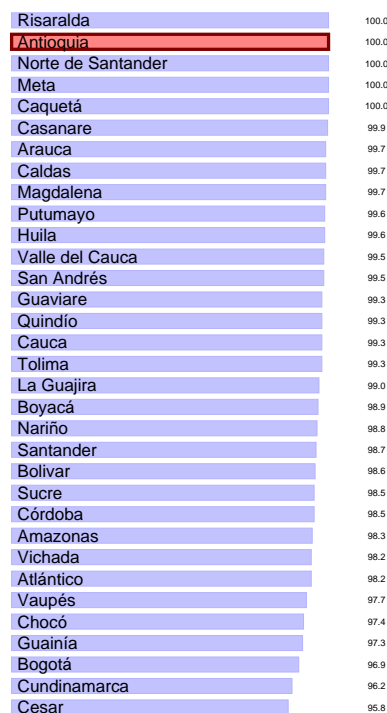 Risaralda 100.0
Antioquia 100.0
Norte de Santander 100.0
Meta 100.0
Caquetá 100.0
Casanare 99.9
Arauca 99.7
Caldas 99.7
Magdalena 99.7
Putumayo 99.6
Huila 99.6
Valle del Cauca 99.5
San Andrés 99.5
Guaviare 99.3
Quindío 99.3
Cauca 99.3
Tolima 99.3
La Guajira 99.0
Boyacá 98.9
Nariño 98.8
Santander 98.7
Bolivar 98.6
Sucre 98.5
Córdoba 98.5
Amazonas 98.3
Vichada 98.2
Atlántico 98.2
Vaupés 97.7
Chocó 97.4
Guainía 97.3
Bogotá 96.9
Cundinamarca 96.2
Cesar 95.8